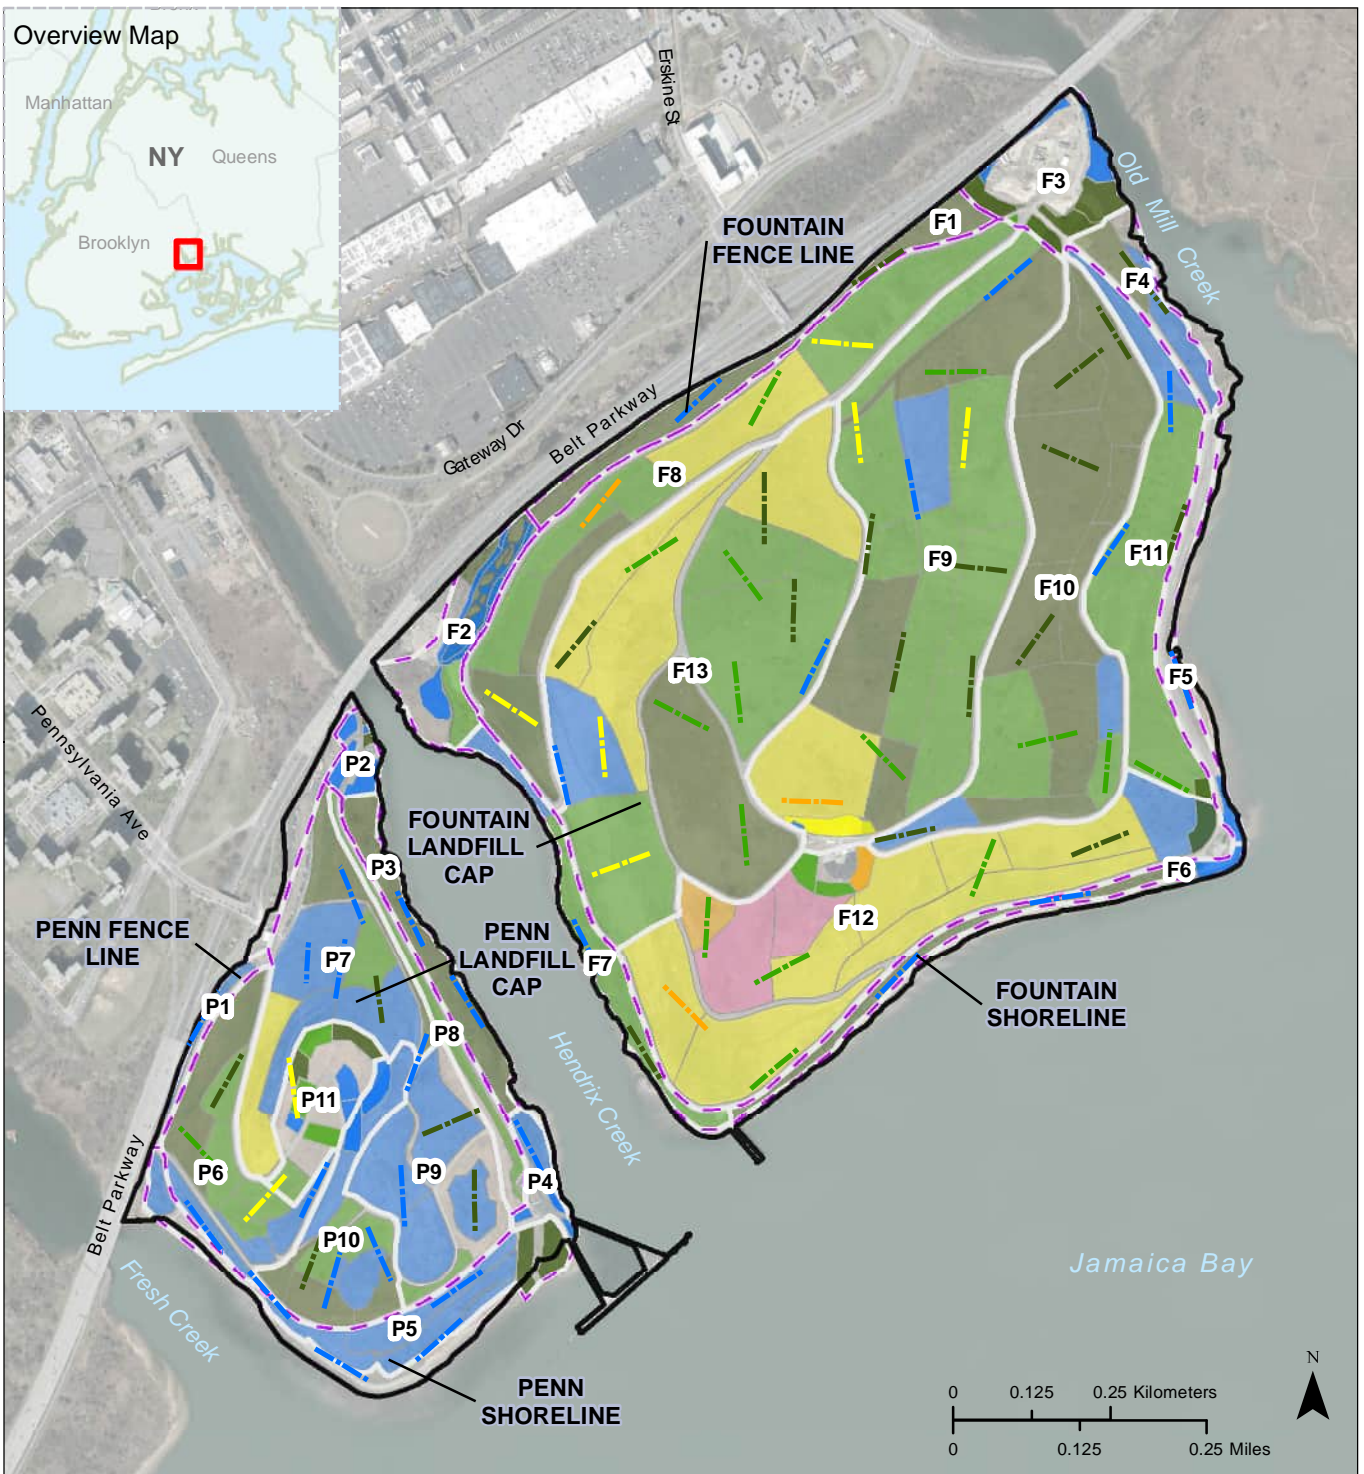 Overview Map
Manhattan
NY
Queens
Brooklyn
Erskine St
Old Mill Creek
F3
F1
FOUNTAIN
FENCE LINE
F4
Belt Parkway
Gateway Dr
F8
F9
F11
F10
F2
F13
F5
Pennsylvania Ave
P2
FOUNTAIN
LANDFILL
CAP
P3
F6
F12
PENN FENCE
LINE
PENN
LANDFILL
CAP
P7
F7
P1
FOUNTAIN
SHORELINE
P8
Hendrix Creek
P11
P6
P9
P4
Belt Parkway
P10
Jamaica Bay
Fresh Creek
P5
PENN
SHORELINE
N
0 0.125 0.25 Kilometers
0 0.125 0.25 Miles